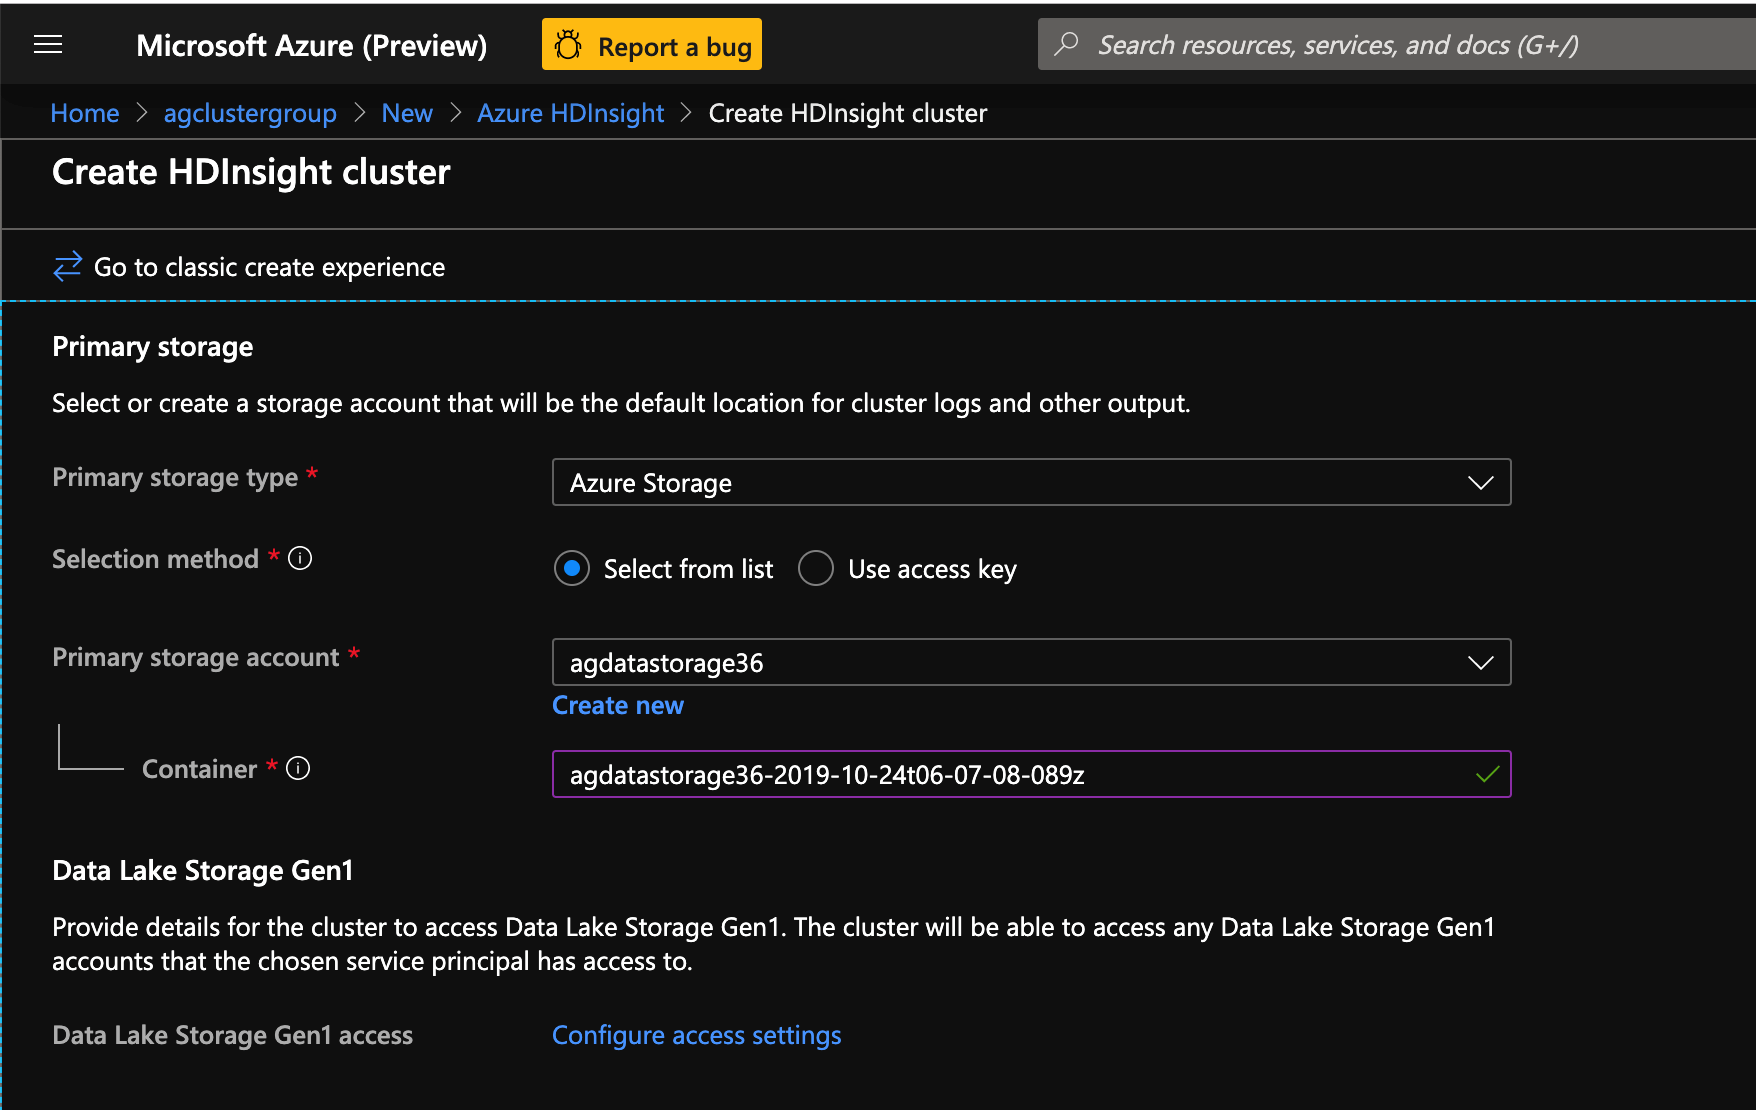 Microsoft Azure (Preview)
Report a bug
Search resources, services, and docs (G+/)
Home > agclustergroup > New > Azure HDInsight > Create HDInsight cluster
Create HDInsight cluster
Go to classic create experience
Primary storage
Select or create a storage account that will be the default location for cluster logs and other output.
Primary storage type *
Azure Storage
Selection method *
Select from list
Use access key
Primary storage account *
agdatastorage36
Create new
Container *
agdatastorage36-2019-10-24t06-07-08-089z
Data Lake Storage Gen1
Provide details for the cluster to access Data Lake Storage Gen1. The cluster will be able to access any Data Lake Storage Gen1
accounts that the chosen service principal has access to.
Data Lake Storage Gen1 access
Configure access settings